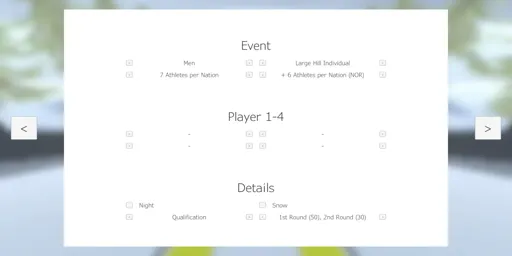 Event
Men Large Hill Individual
7 Athletes per Nation + 6 Athletes per Nation (NOR)
< >
Player 1-4
- -
- -
Details
Night Snow
Qualification 1st Round (50), 2nd Round (30)